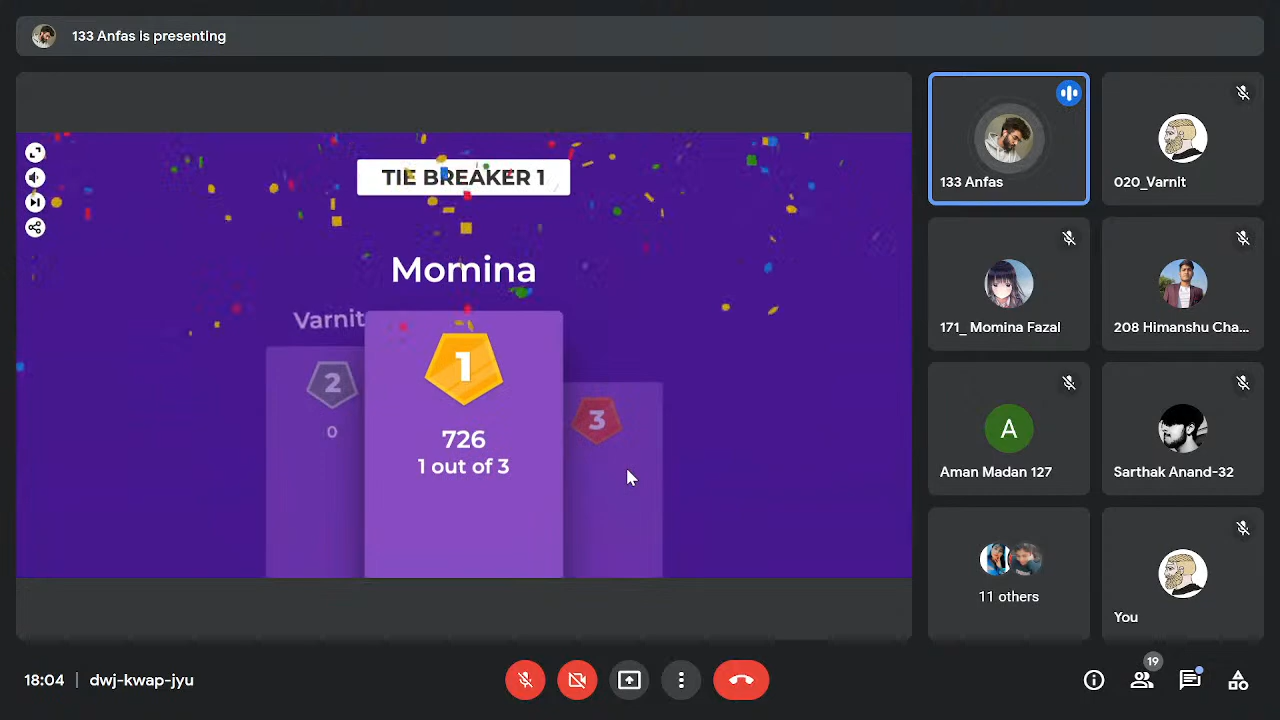 133 Anfas is presenting
TIE BREAKER 1
Momina
Varnit
1
2
3
0
726
1 out of 3
133 Anfas
020_Varnit
171_ Momina Fazal
208 Himanshu Cha...
A
Aman Madan 127
Sarthak Anand-32
11 others
You
18:04 | dwj-kwap-jyu
19